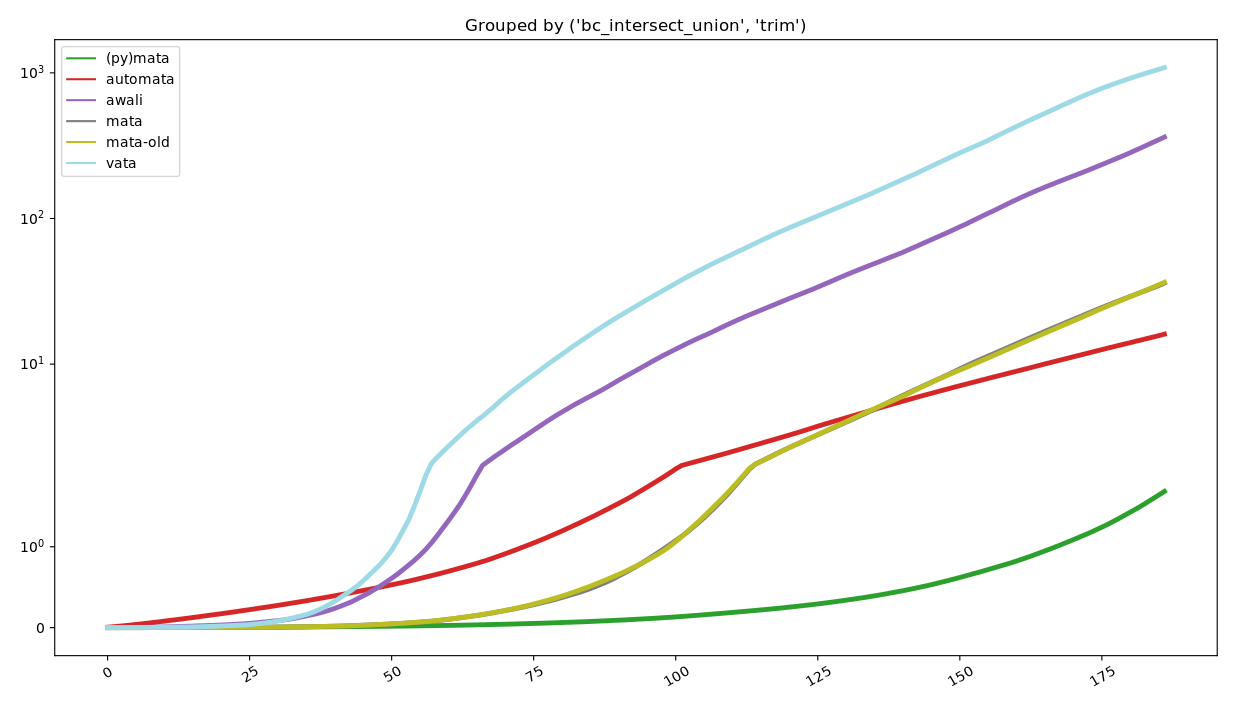 Grouped by ('bc_intersect_union', 'trim')
(py)mata
automata
awali
mata
mata-old
vata
10³
10²
10¹
10⁰
0
0
25
50
75
100
125
150
175